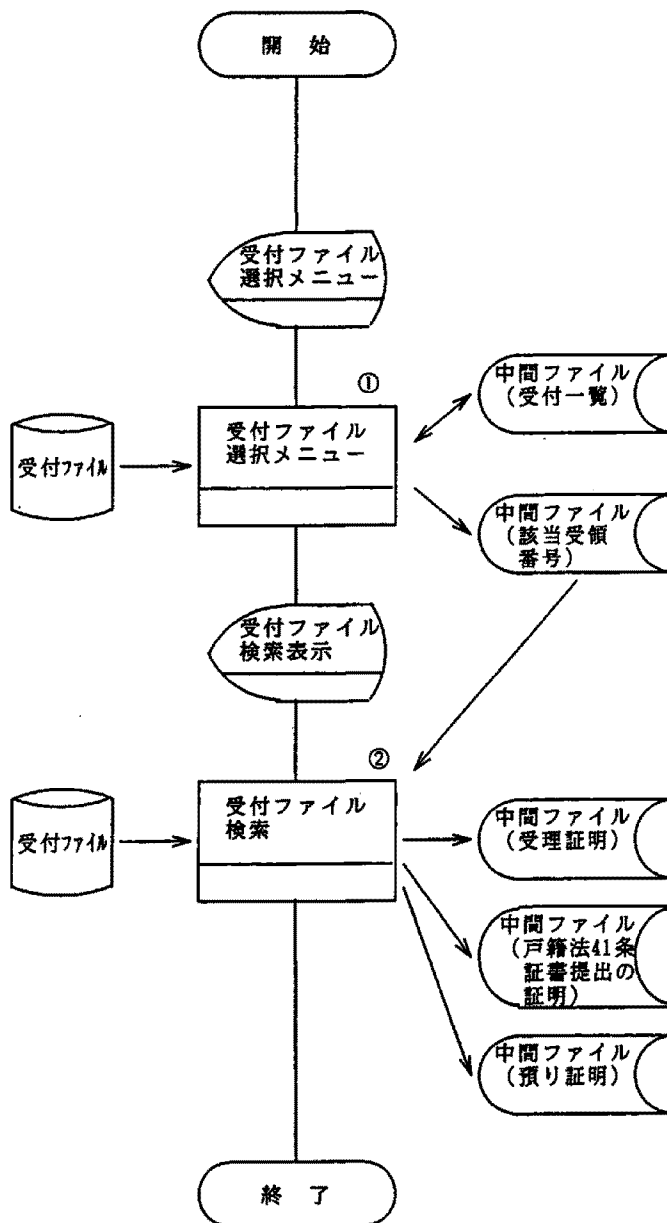 開 始
受付ファイル
選択メニュー
①
受付ファイル
受付ファイル
選択メニュー
中間ファイル
(受付一覧)
中間ファイル
(該当受領
番号)
受付ファイル
検索表示
②
受付ファイル
受付ファイル
検索
中間ファイル
(受理証明)
中間ファイル
(戸籍法41条
証書提出の
証明)
中間ファイル
(預り証明)
終 了